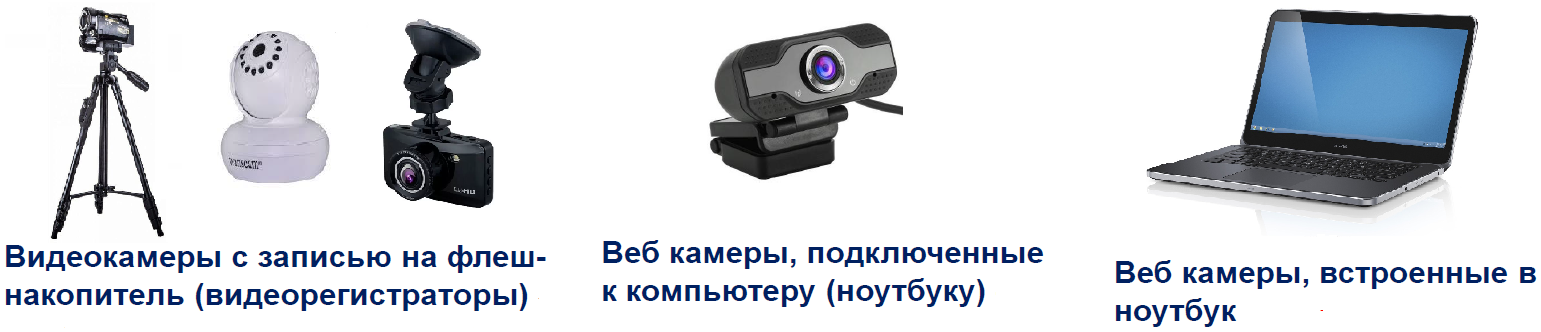 Видеокамеры с записью на флеш-
накопитель (видеорегистраторы)
Веб камеры, подключенные
к компьютеру (ноутбуку)
Веб камеры, встроенные в
ноутбук